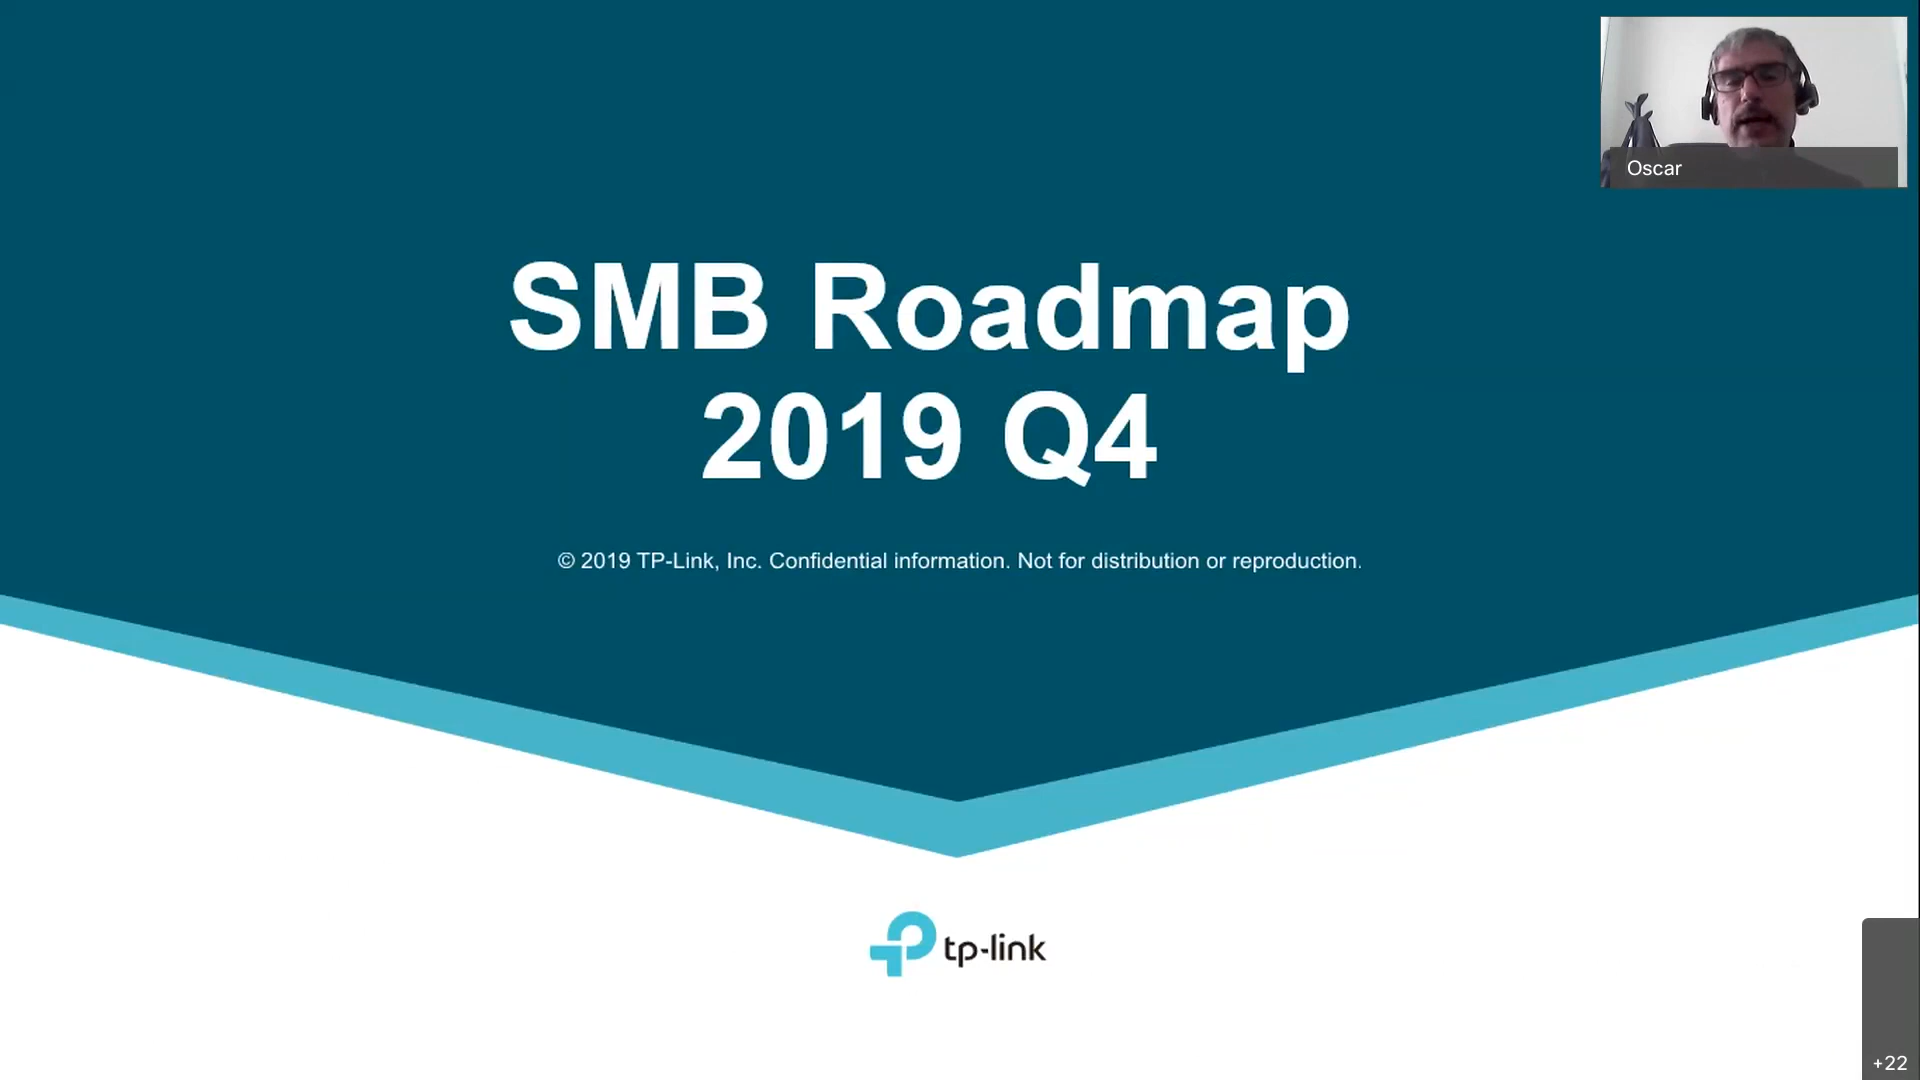 Oscar
SMB Roadmap
2019 Q4
© 2019 TP-Link, Inc. Confidential information. Not for distribution or reproduction.
tp-link
+22